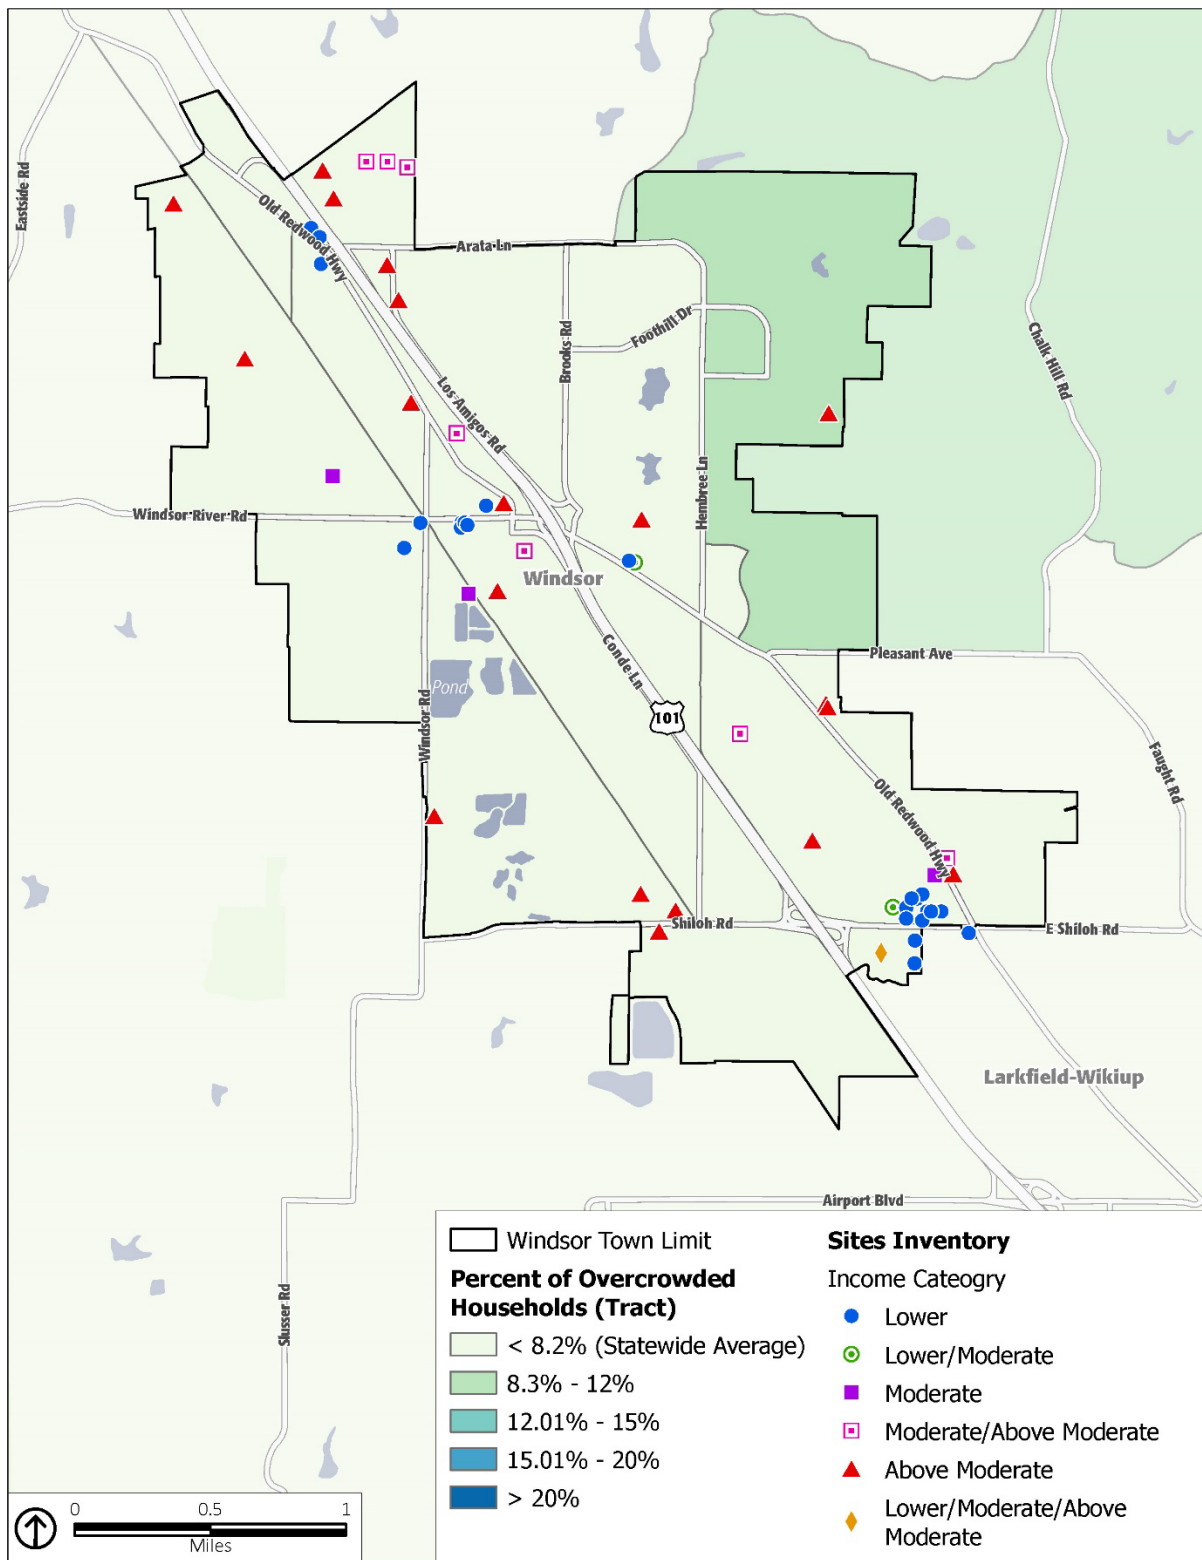 Eastside Rd
Old Redwood Hwy
Arata Ln
Brooks Rd
Foothill Dr
Chalk Hill Rd
Los Amigos Rd
Hembree Ln
Windsor River Rd
Windsor
Conde Ln
Pleasant Ave
Pond
Windsor Rd
101
Faught Rd
Old Redwood Hwy
Shiloh Rd
E Shiloh Rd
Larkfield-Wikiup
Airport Blvd
Slusser Rd
Windsor Town Limit
Percent of Overcrowded
Households (Tract)
< 8.2% (Statewide Average)
8.3% - 12%
12.01% - 15%
15.01% - 20%
> 20%
Sites Inventory
Income Cateogry
Lower
Lower/Moderate
Moderate
Moderate/Above Moderate
Above Moderate
Lower/Moderate/Above
Moderate
0 0.5 1
Miles